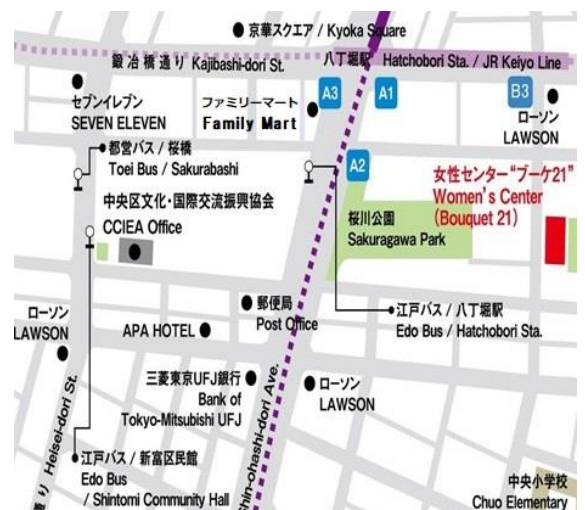 京華スクエア / Kyoka Square
鍛冶橋通り Kajibashi-dori St.
八丁堀駅
Hatchobori Sta. / JR Keiyo Line
セブンイレブン
SEVEN ELEVEN
ファミリーマート
Family Mart
A3
A1
B3
ローソン
LAWSON
都営バス / 桜橋
Toei Bus / Sakurabashi
A2
女性センター"ブーケ21"
Women's Center
(Bouquet 21)
中央区文化・国際交流振興協会
CCIEA Office
桜川公園
Sakuragawa Park
郵便局
Post Office
江戸バス / 八丁堀駅
Edo Bus / Hatchobori Sta.
ローソン
LAWSON
APA HOTEL
三菱東京UFJ銀行
Bank of
Tokyo-Mitsubishi UFJ
ローソン
LAWSON
通り Heisei-dori St.
Shin-ohashi-dori Ave.
江戸バス / 新富区民館
Edo Bus
/ Shintomi Community Hall
中央小学校
Chuo Elementary